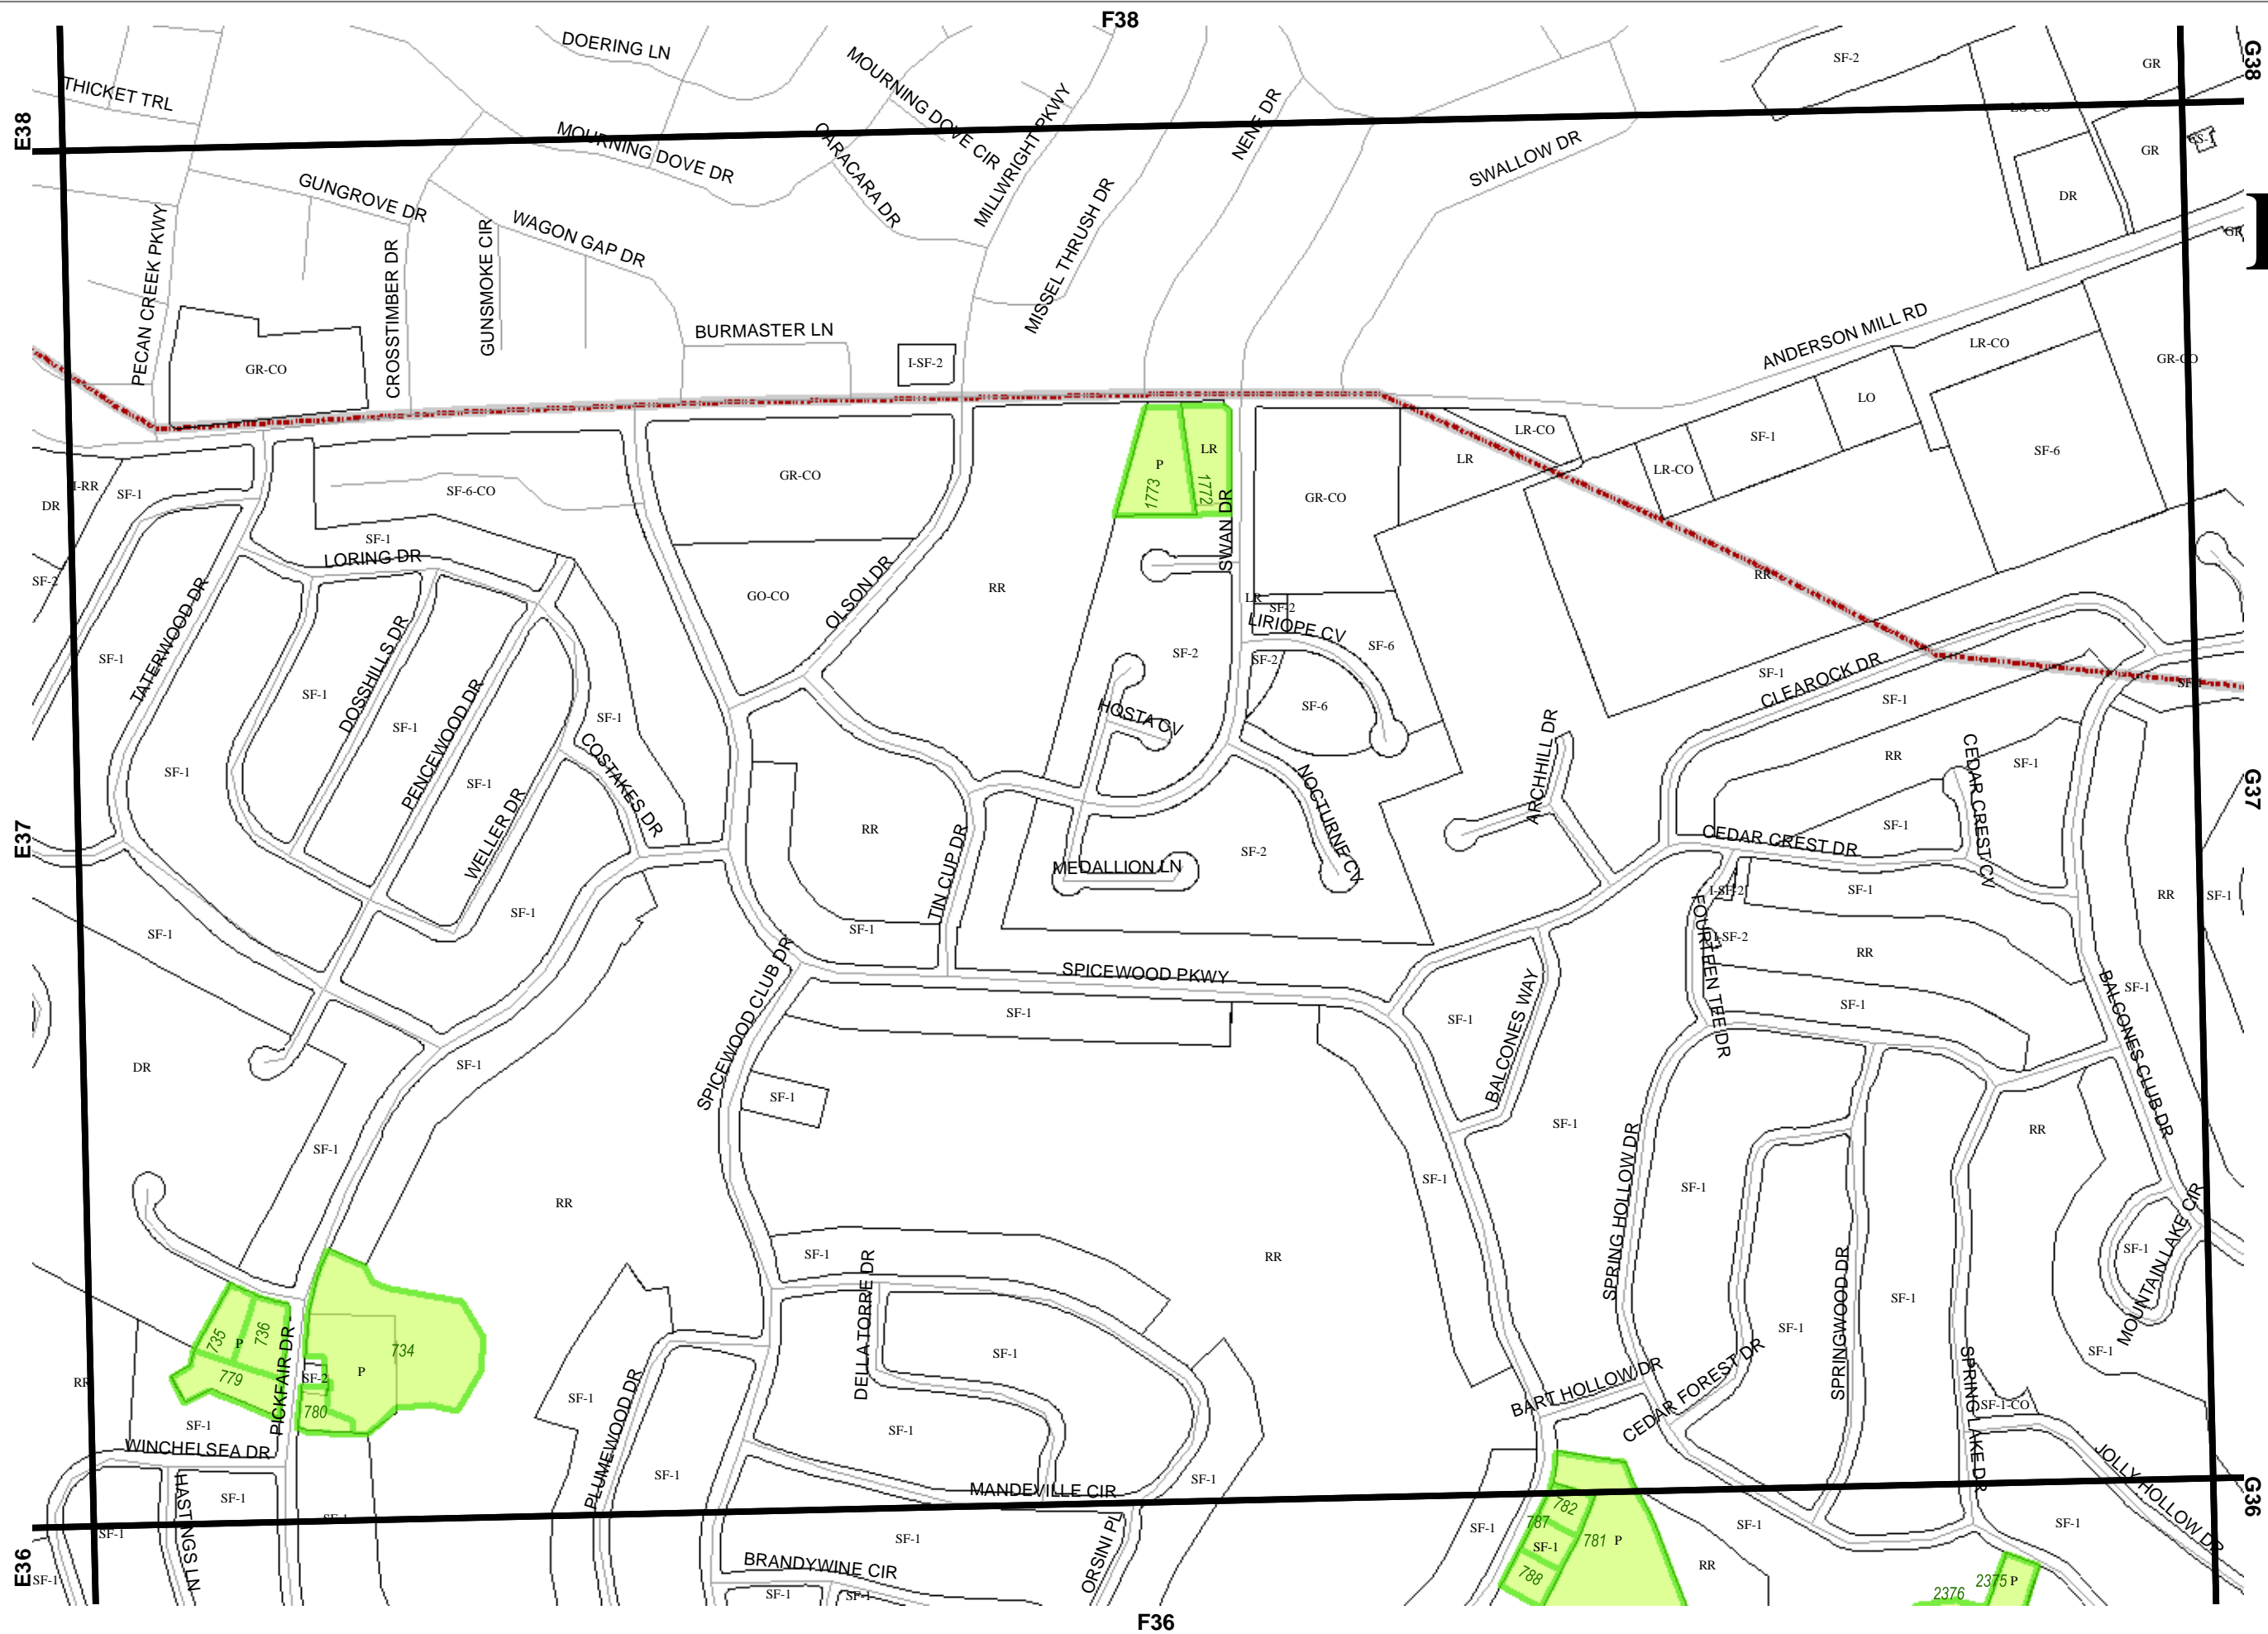 F38
G38
E38
DOERING LN
MOURNING DOVE CIR
THICKET TRL
MOURNING DOVE DR
CARACARA DR
MILLWRIGHT PKWY
NENE DR
SWALLOW DR
SF-2
GR
LO-CO
GR
CS-1
DR
GR
GUNGROVE DR
WAGON GAP DR
MISSEL THRUSH DR
PECAN CREEK PKWY
CROSSTIMBER DR
GUNSMOKE CIR
BURMASTER LN
I-SF-2
GR-CO
ANDERSON MILL RD
LR-CO
GR-CO
LO
SF-1
SF-6
LR-CO
LR-CO
LR
LR
P
1773
1772
GR-CO
GR-CO
SWAN DR
I-RR
DR
SF-1
SF-6-CO
SF-1
LORING DR
SF-2
TATERWOOD DR
DOSSHILLS DR
PENCEWOOD DR
GO-CO
OLSON DR
RR
RR
LR
SF-2
LIRIOPE CV
SF-6
SF-2
SF-2
SF-6
SF-1
SF-1
SF-1
SF-1
SF-1
SF-1
SF-1
HOSTA CV
CLEAROCK DR
SF-1
SF-1
SF-1
COSTAKES DR
WELLER DR
NOCTURNE CV
ARCHHILL DR
RR
CEDAR CREST CV
SF-1
G37
E37
RR
TIN CUP DR
MEDALLION LN
SF-2
CEDAR CREST DR
SF-1
I-SF-2
SF-1
RR
SF-1
SF-1
SF-1
SF-1
FOURTEEN TEE DR
I-SF-2
RR
SPICEWOOD CLUB DR
SPICEWOOD PKWY
SF-1
SF-1
BALCONES WAY
SF-1
SF-1
BALCONES CLUB DR
DR
SF-1
SF-1
SF-1
SF-1
RR
SF-1
SF-1
SPRING HOLLOW DR
SF-1
RR
RR
SF-1
DELLA TORRE DR
SF-1
MOUNTAIN LAKE CIR
SPRINGWOOD DR
SF-1
SF-1
735
P
736
779
734
P
SF-2
780
PICKFAIR DR
RR
SF-1
SF-1
SF-1
SF-1
PLUMEWOOD DR
BART HOLLOW DR
CEDAR FOREST DR
SPRING LAKE DR
SF-1-CO
SF-1
WINCHELSEA DR
HASTINGS LN
SF-1
SF-1
MANDEVILLE CIR
SF-1
JOLLY HOLLOW DR
G36
E36
SF-1
SF-1
SF-1
SF-1
BRANDYWINE CIR
SF-1
SF-1
ORSINI PL
SF-1
782
787
SF-1
788
781
P
SF-1
RR
SF-1
2375
P
2376
F36